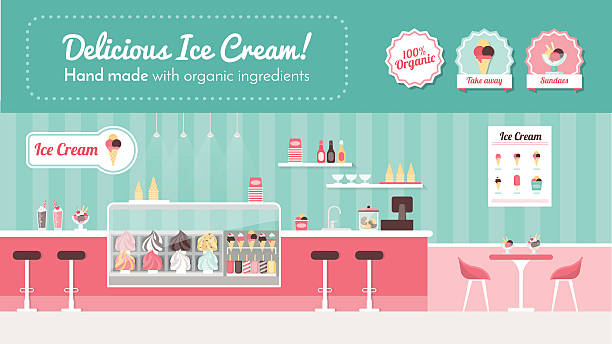 Delicious Ice Cream!
Hand made with organic ingredients
100%
Organic
Take away
Sundaes
Ice Cream
Ice Cream